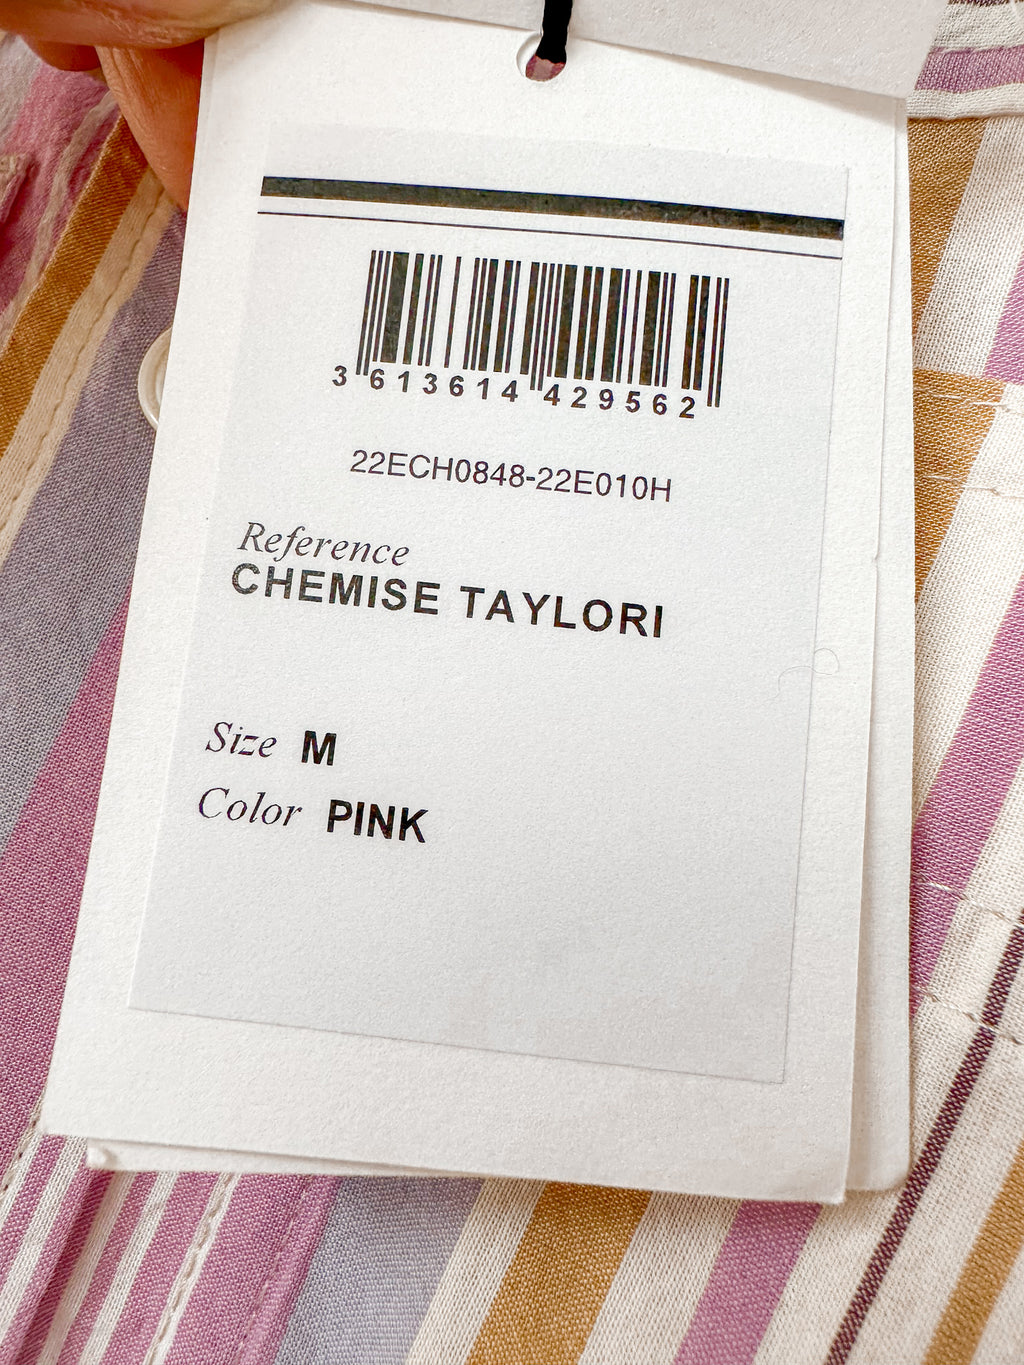 3 613614 429562
22ECH0848-22E010H
Reference
CHEMISE TAYLORI
Size M
Color PINK